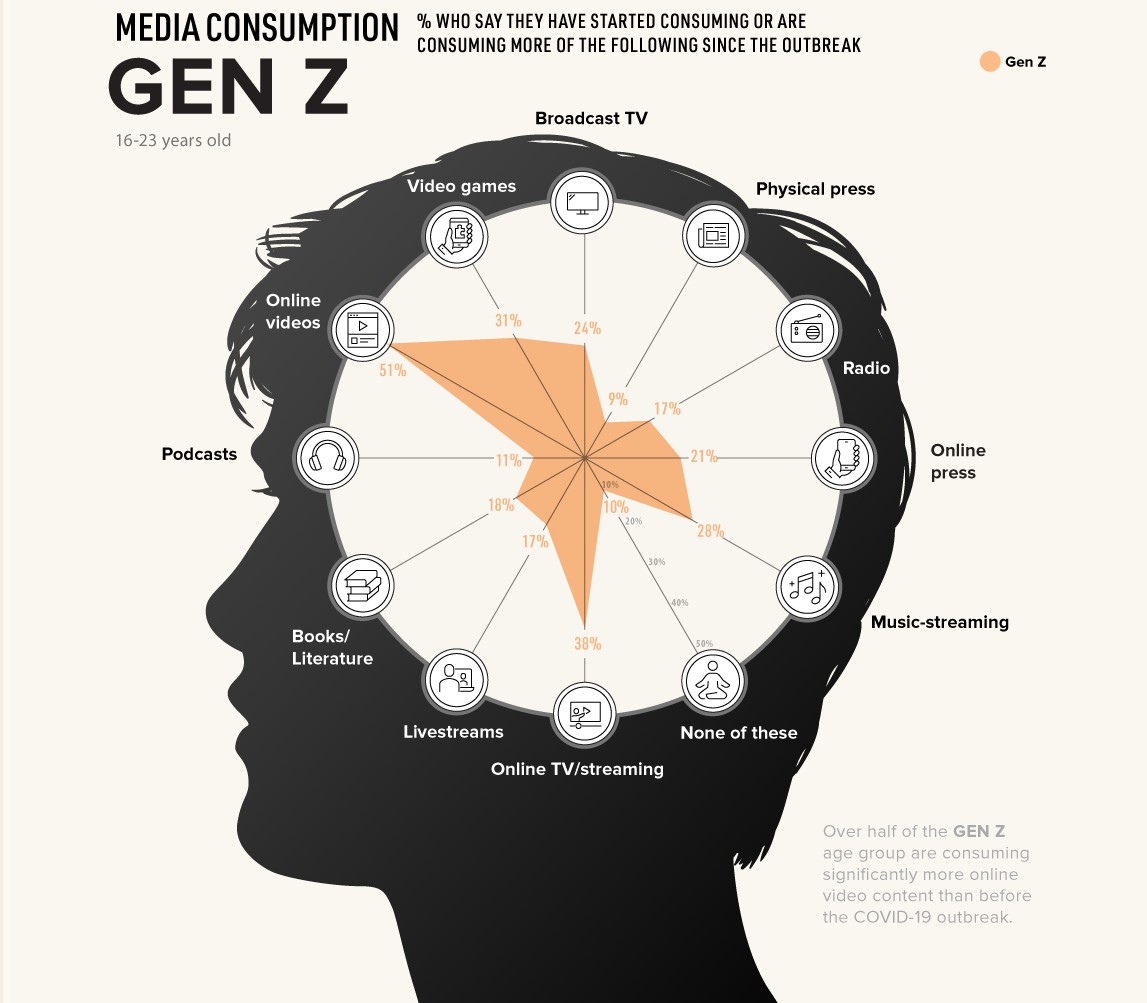 MEDIA CONSUMPTION
GEN Z
16-23 years old
% WHO SAY THEY HAVE STARTED CONSUMING OR ARE
CONSUMING MORE OF THE FOLLOWING SINCE THE OUTBREAK
Gen Z
Broadcast TV
Video games
Physical press
Online
videos
Radio
Podcasts
Online
press
Books/
Literature
Music-streaming
Livestreams
None of these
Online TV/streaming
31%
24%
51%
9%
17%
11%
21%
10%
18%
10%
20%
28%
17%
30%
40%
38%
50%
Over half of the GEN Z
age group are consuming
significantly more online
video content than before
the COVID-19 outbreak.